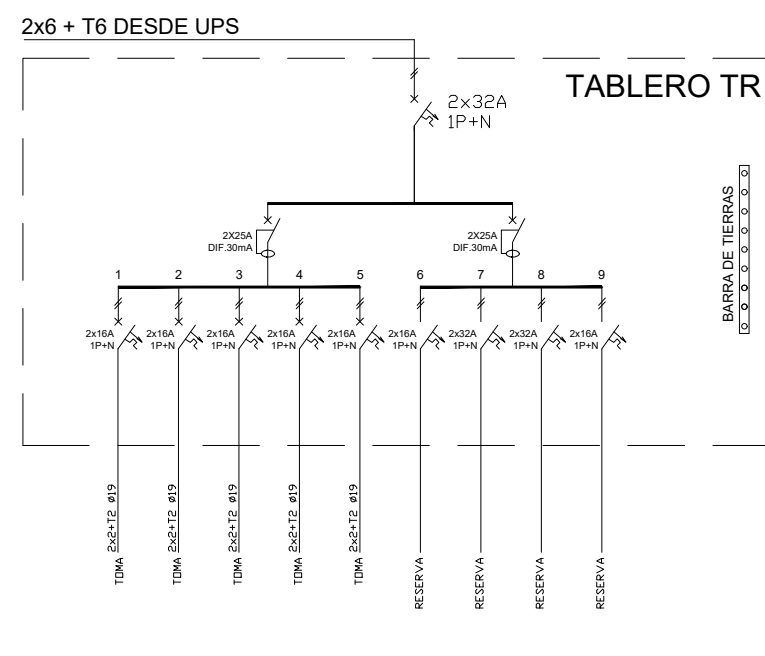 2x6 + T6 DESDE UPS
TABLERO TR
2x32A
1P+N
BARRA DE TIERRAS
2X25A
DIF.30mA
2X25A
DIF.30mA
1 2 3 4 5 6 7 8 9
2x16A 2x16A 2x16A 2x16A 2x16A 2x16A 2x32A 2x32A 2x16A
1P+N 1P+N 1P+N 1P+N 1P+N 1P+N 1P+N 1P+N 1P+N
TOMA 2x2+T2 ø19
TOMA 2x2+T2 ø19
TOMA 2x2+T2 ø19
TOMA 2x2+T2 ø19
TOMA 2x2+T2 ø19
RESERVA
RESERVA
RESERVA
RESERVA